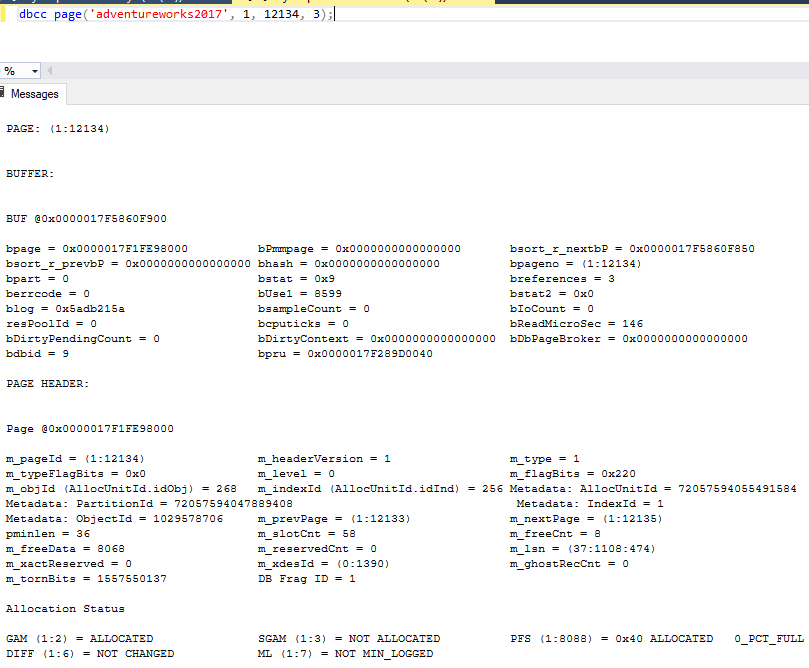 dbcc page('adventureworks2017', 1, 12134, 3);
%
Messages
PAGE: (1:12134)
BUFFER:
BUF @0x0000017F5860F900
bpage = 0x0000017F1FE98000 bPmmpage = 0x0000000000000000 bsort_r_nextbP = 0x0000017F5860F850
bsort_r_prevbP = 0x0000000000000000 bhash = 0x0000000000000000 bpageno = (1:12134)
bpart = 0 bstat = 0x9 breferences = 3
berrcode = 0 bUse1 = 8599 bstat2 = 0x0
blog = 0x5adb215a bsampleCount = 0 bIoCount = 0
resPoolId = 0 bcputicks = 0 bReadMicroSec = 146
bDirtyPendingCount = 0 bDirtyContext = 0x0000000000000000 bDbPageBroker = 0x0000000000000000
bdbid = 9 bpru = 0x0000017F289D0040
PAGE HEADER:
Page @0x0000017F1FE98000
m_pageId = (1:12134) m_headerVersion = 1 m_type = 1
m_typeFlagBits = 0x0 m_level = 0 m_flagBits = 0x220
m_objId (AllocUnitId.idObj) = 268 m_indexId (AllocUnitId.idInd) = 256 Metadata: AllocUnitId = 72057594055491584
Metadata: PartitionId = 72057594047889408 Metadata: IndexId = 1
Metadata: ObjectId = 1029578706 m_prevPage = (1:12133) m_nextPage = (1:12135)
pminlen = 36 m_slotCnt = 58 m_freeCnt = 8
m_freeData = 8068 m_reservedCnt = 0 m_lsn = (37:1108:474)
m_xactReserved = 0 m_xdesId = (0:1390) m_ghostRecCnt = 0
m_tornBits = 1557550137 DB Frag ID = 1
Allocation Status
GAM (1:2) = ALLOCATED SGAM (1:3) = NOT ALLOCATED PFS (1:8088) = 0x40 ALLOCATED 0_PCT_FULL
DIFF (1:6) = NOT CHANGED ML (1:7) = NOT MIN_LOGGED